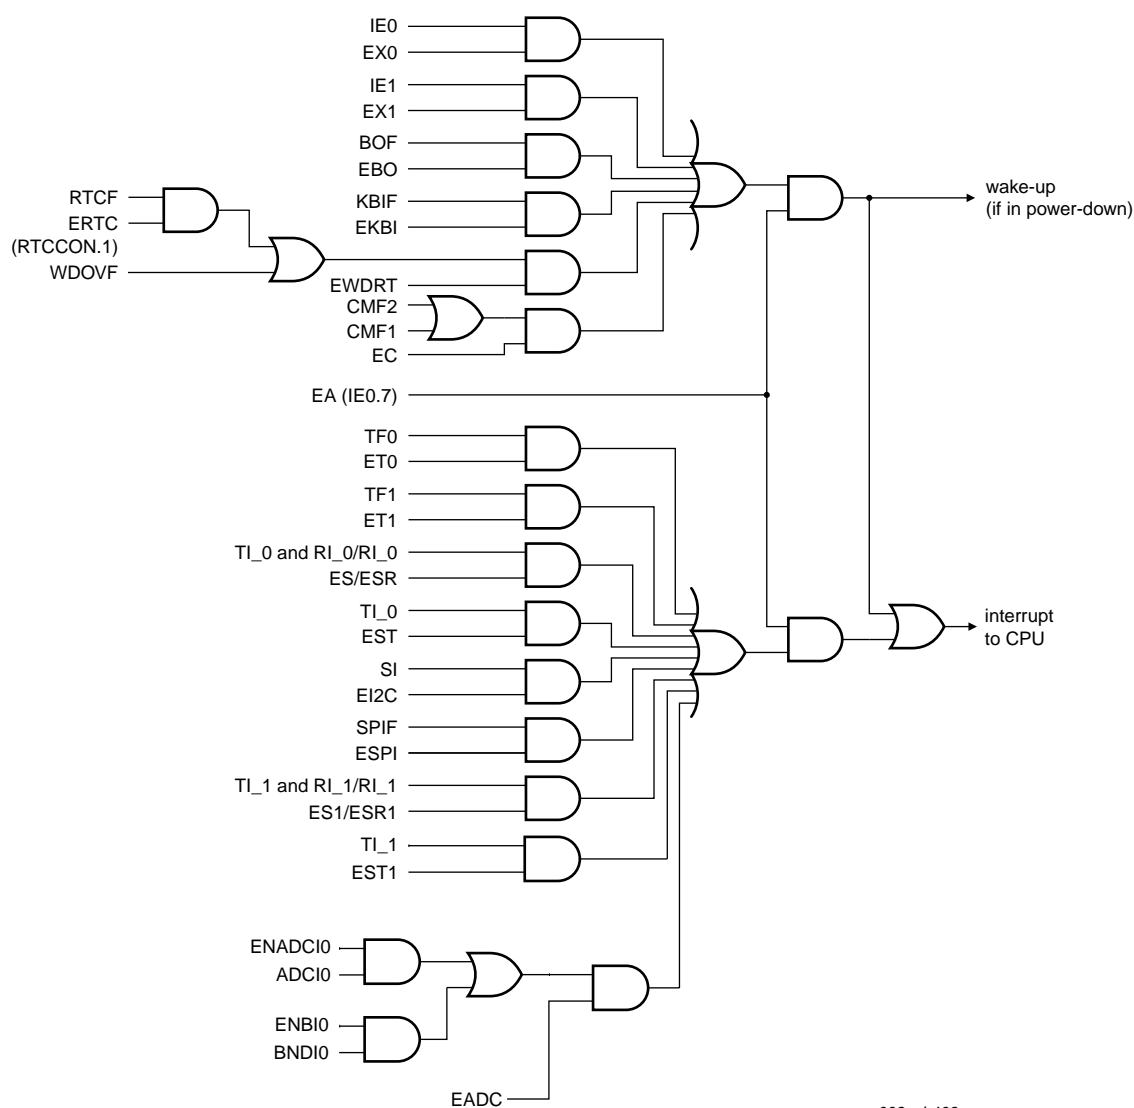 IE0
EX0
IE1
EX1
BOF
EBO
KBIF
EKBI
RTCF
ERTC
(RTCCON.1)
WDOVF
EWDRT
CMF2
CMF1
EC
EA (IE0.7)
wake-up
(if in power-down)
TF0
ET0
TF1
ET1
TI_0 and RI_0/RI_0
ES/ESR
TI_0
EST
SI
EI2C
SPIF
ESPI
TI_1 and RI_1/RI_1
ES1/ESR1
TI_1
EST1
interrupt
to CPU
ENADCI0
ADCI0
ENBI0
BNDI0
EADC